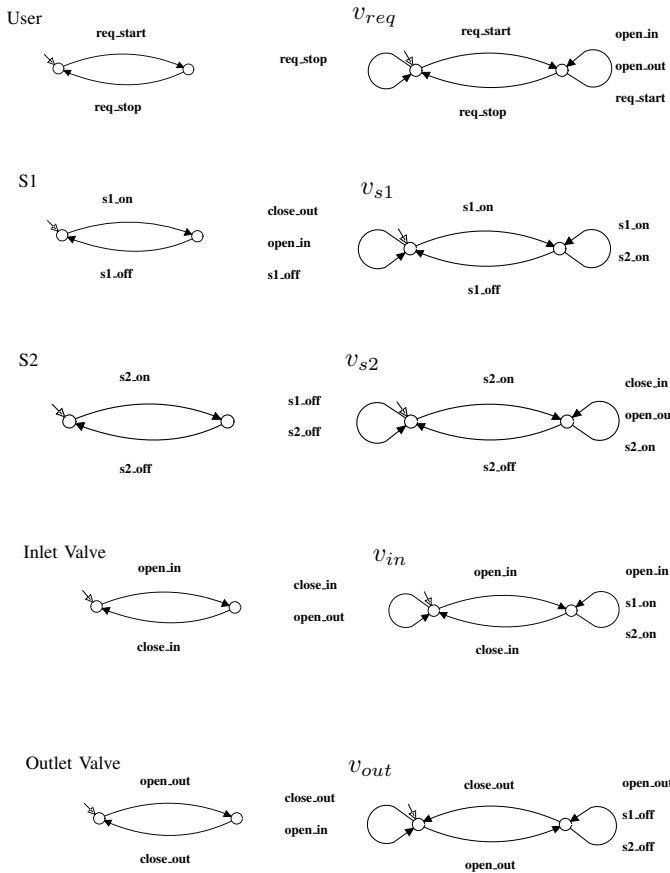 User
req_start
req_stop
v_req
req_stop
req_start
req_stop
open_in
open_out
req_start
S1
s1_on
s1_off
v_s1
close_out
open_in
s1_off
s1_on
s1_off
s1_on
s2_on
S2
s2_on
s2_off
v_s2
s1_off
s2_off
s2_on
s2_off
close_in
open_ou
s2_on
Inlet Valve
open_in
close_in
v_in
close_in
open_out
open_in
close_in
open_in
s1_on
s2_on
Outlet Valve
open_out
close_out
v_out
close_out
open_in
close_out
open_out
open_out
s1_off
s2_off